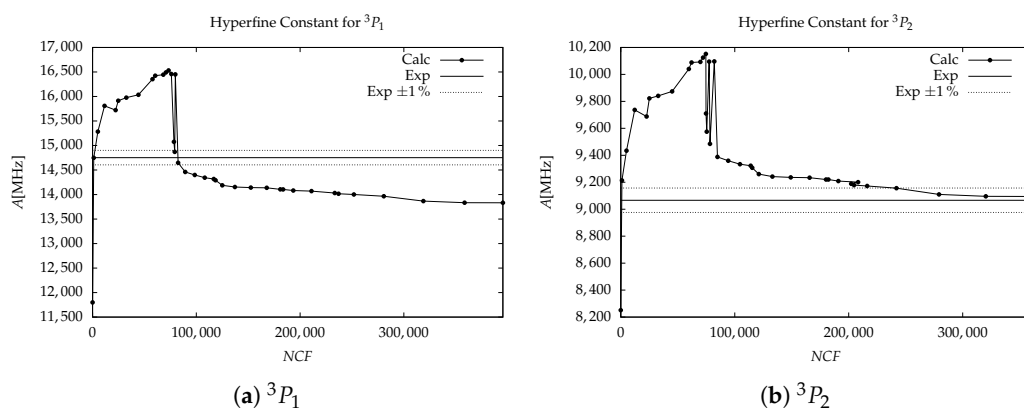 Hyperfine Constant for ³P₁
17,000
16,500
16,000
15,500
15,000
14,500
14,000
13,500
13,000
12,500
12,000
11,500
A[MHz]
Calc
Exp
Exp ±1%
0
100,000
200,000
300,000
NCF
(a) ³P₁
Hyperfine Constant for ³P₂
10,200
10,000
9,800
9,600
9,400
9,200
9,000
8,800
8,600
8,400
8,200
A[MHz]
Calc
Exp
Exp ±1%
0
100,000
200,000
300,000
NCF
(b) ³P₂